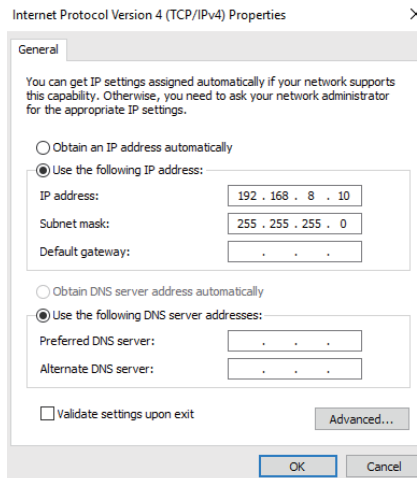 Internet Protocol Version 4 (TCP/IPv4) Properties
General
You can get IP settings assigned automatically if your network supports
this capability. Otherwise, you need to ask your network administrator
for the appropriate IP settings.
Obtain an IP address automatically
Use the following IP address:
IP address: 192 . 168 . 8 . 10
Subnet mask: 255 . 255 . 255 . 0
Default gateway: . . .
Obtain DNS server address automatically
Use the following DNS server addresses:
Preferred DNS server: . . .
Alternate DNS server: . . .
Validate settings upon exit
Advanced...
OK Cancel